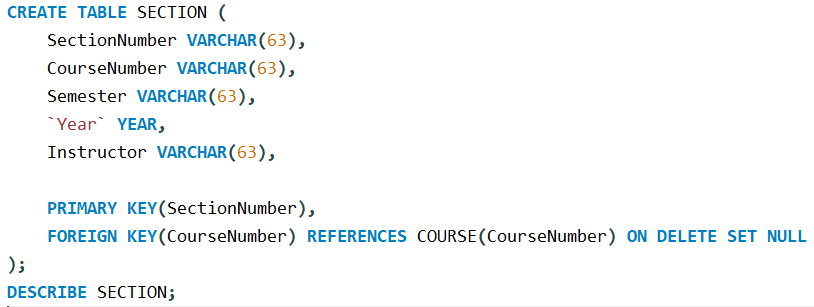 CREATE TABLE SECTION (
    SectionNumber VARCHAR(63),
    CourseNumber VARCHAR(63),
    Semester VARCHAR(63),
    `Year` YEAR,
    Instructor VARCHAR(63),

    PRIMARY KEY(SectionNumber),
    FOREIGN KEY(CourseNumber) REFERENCES COURSE(CourseNumber) ON DELETE SET NULL
);
DESCRIBE SECTION;